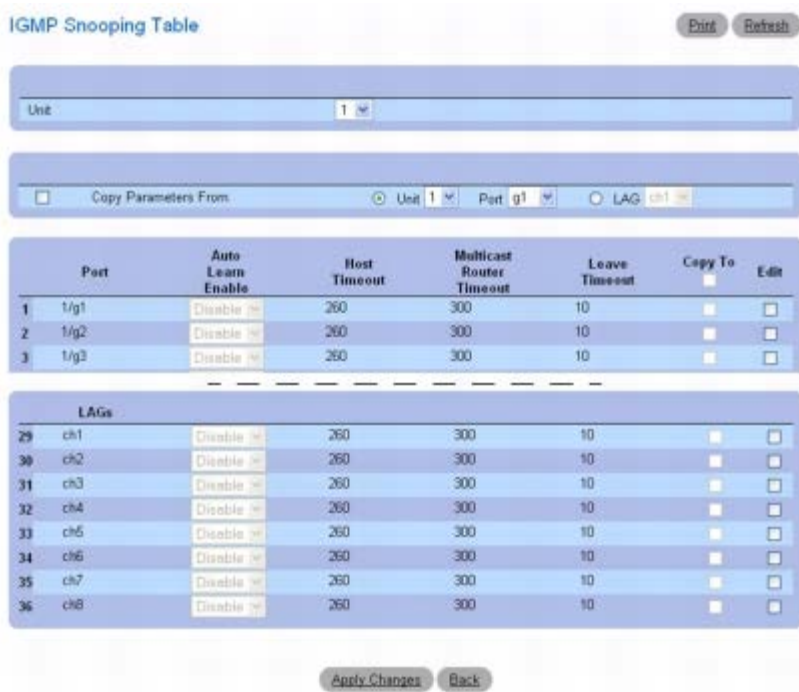 IGMP Snooping Table
Print Refresh
Unit 1
Copy Parameters From Unit 1 Port g1 LAG ch1
Port Auto Learn Enable Host Timeout Multicast Router Timeout Leave Timeout Copy To Edit
1 1/g1 Disable 260 300 10
2 1/g2 Disable 260 300 10
3 1/g3 Disable 260 300 10
LAGs
29 ch1 Disable 260 300 10
30 ch2 Disable 260 300 10
31 ch3 Disable 260 300 10
32 ch4 Disable 260 300 10
33 ch5 Disable 260 300 10
34 ch6 Disable 260 300 10
35 ch7 Disable 260 300 10
36 ch8 Disable 260 300 10
Apply Changes Back